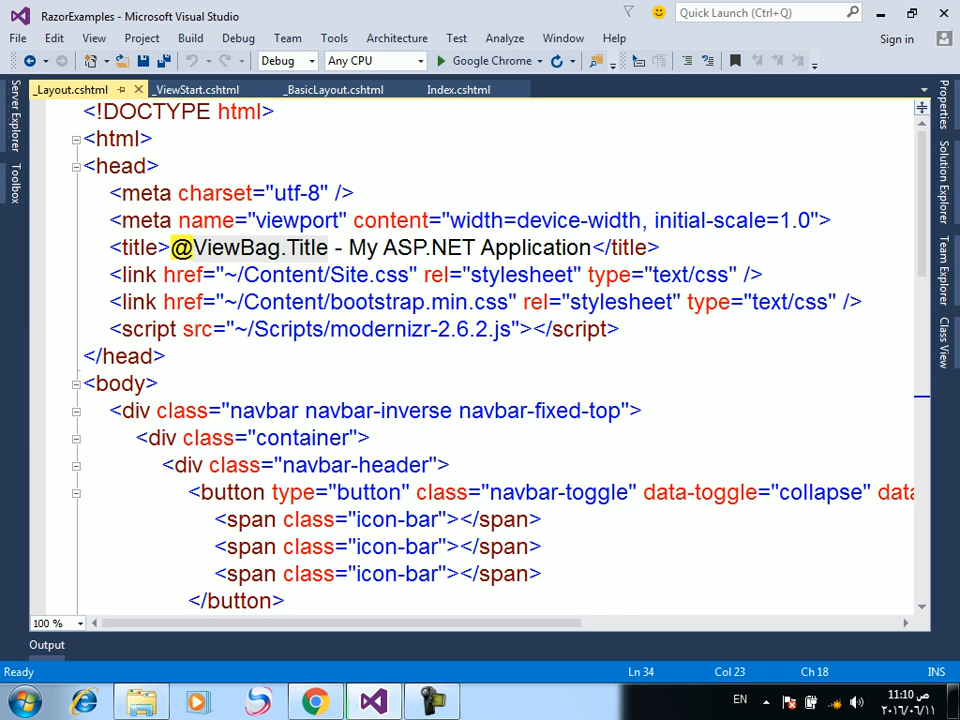 RazorExamples - Microsoft Visual Studio
Quick Launch (Ctrl+Q)
File Edit View Project Build Debug Team Tools Architecture Test Analyze Window Help
Sign in
Debug Any CPU Google Chrome
_Layout.cshtml _ViewStart.cshtml _BasicLayout.cshtml Index.cshtml
Server Explorer
Toolbox
<!DOCTYPE html>
<html>
<head>
<meta charset="utf-8" />
<meta name="viewport" content="width=device-width, initial-scale=1.0">
<title>@ViewBag.Title - My ASP.NET Application</title>
<link href="~/Content/Site.css" rel="stylesheet" type="text/css" />
<link href="~/Content/bootstrap.min.css" rel="stylesheet" type="text/css" />
<script src="~/Scripts/modernizr-2.6.2.js"></script>
</head>
<body>
<div class="navbar navbar-inverse navbar-fixed-top">
<div class="container">
<div class="navbar-header">
<button type="button" class="navbar-toggle" data-toggle="collapse" data
<span class="icon-bar"></span>
<span class="icon-bar"></span>
<span class="icon-bar"></span>
</button>
Properties
Solution Explorer
Team Explorer
Class View
100 %
Output
Ready Ln 34 Col 23 Ch 18 INS
EN
11:10 ص
٢٠١٦/٠٦/١١